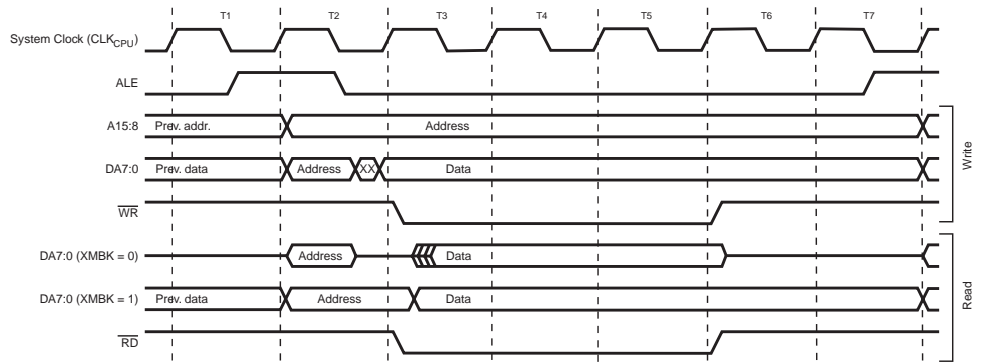 T1 T2 T3 T4 T5 T6 T7
System Clock (CLKCPU)
ALE
A15:8 Prev. addr. Address
DA7:0 Prev. data Address XX Data
WR
Write
DA7:0 (XMBK = 0) Address Data
DA7:0 (XMBK = 1) Prev. data Address Data
RD
Read